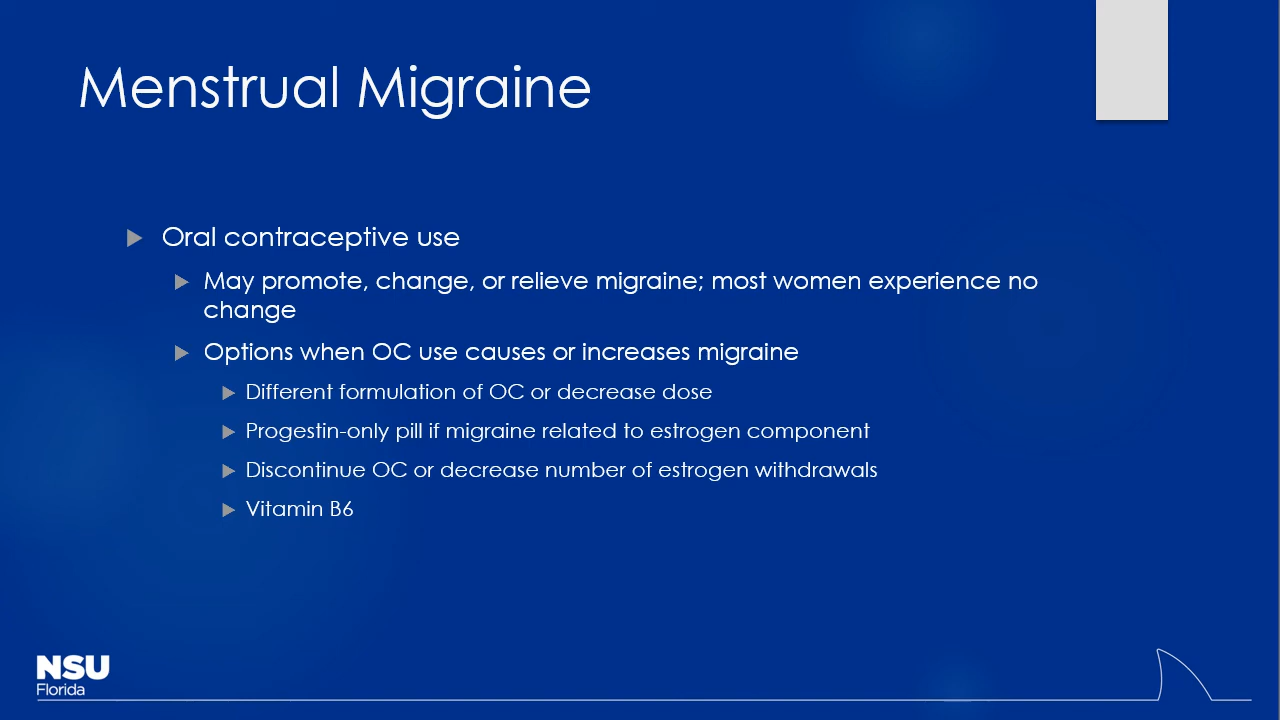 Menstrual Migraine
Oral contraceptive use
May promote, change, or relieve migraine; most women experience no
change
Options when OC use causes or increases migraine
Different formulation of OC or decrease dose
Progestin-only pill if migraine related to estrogen component
Discontinue OC or decrease number of estrogen withdrawals
Vitamin B6
NSU
Florida